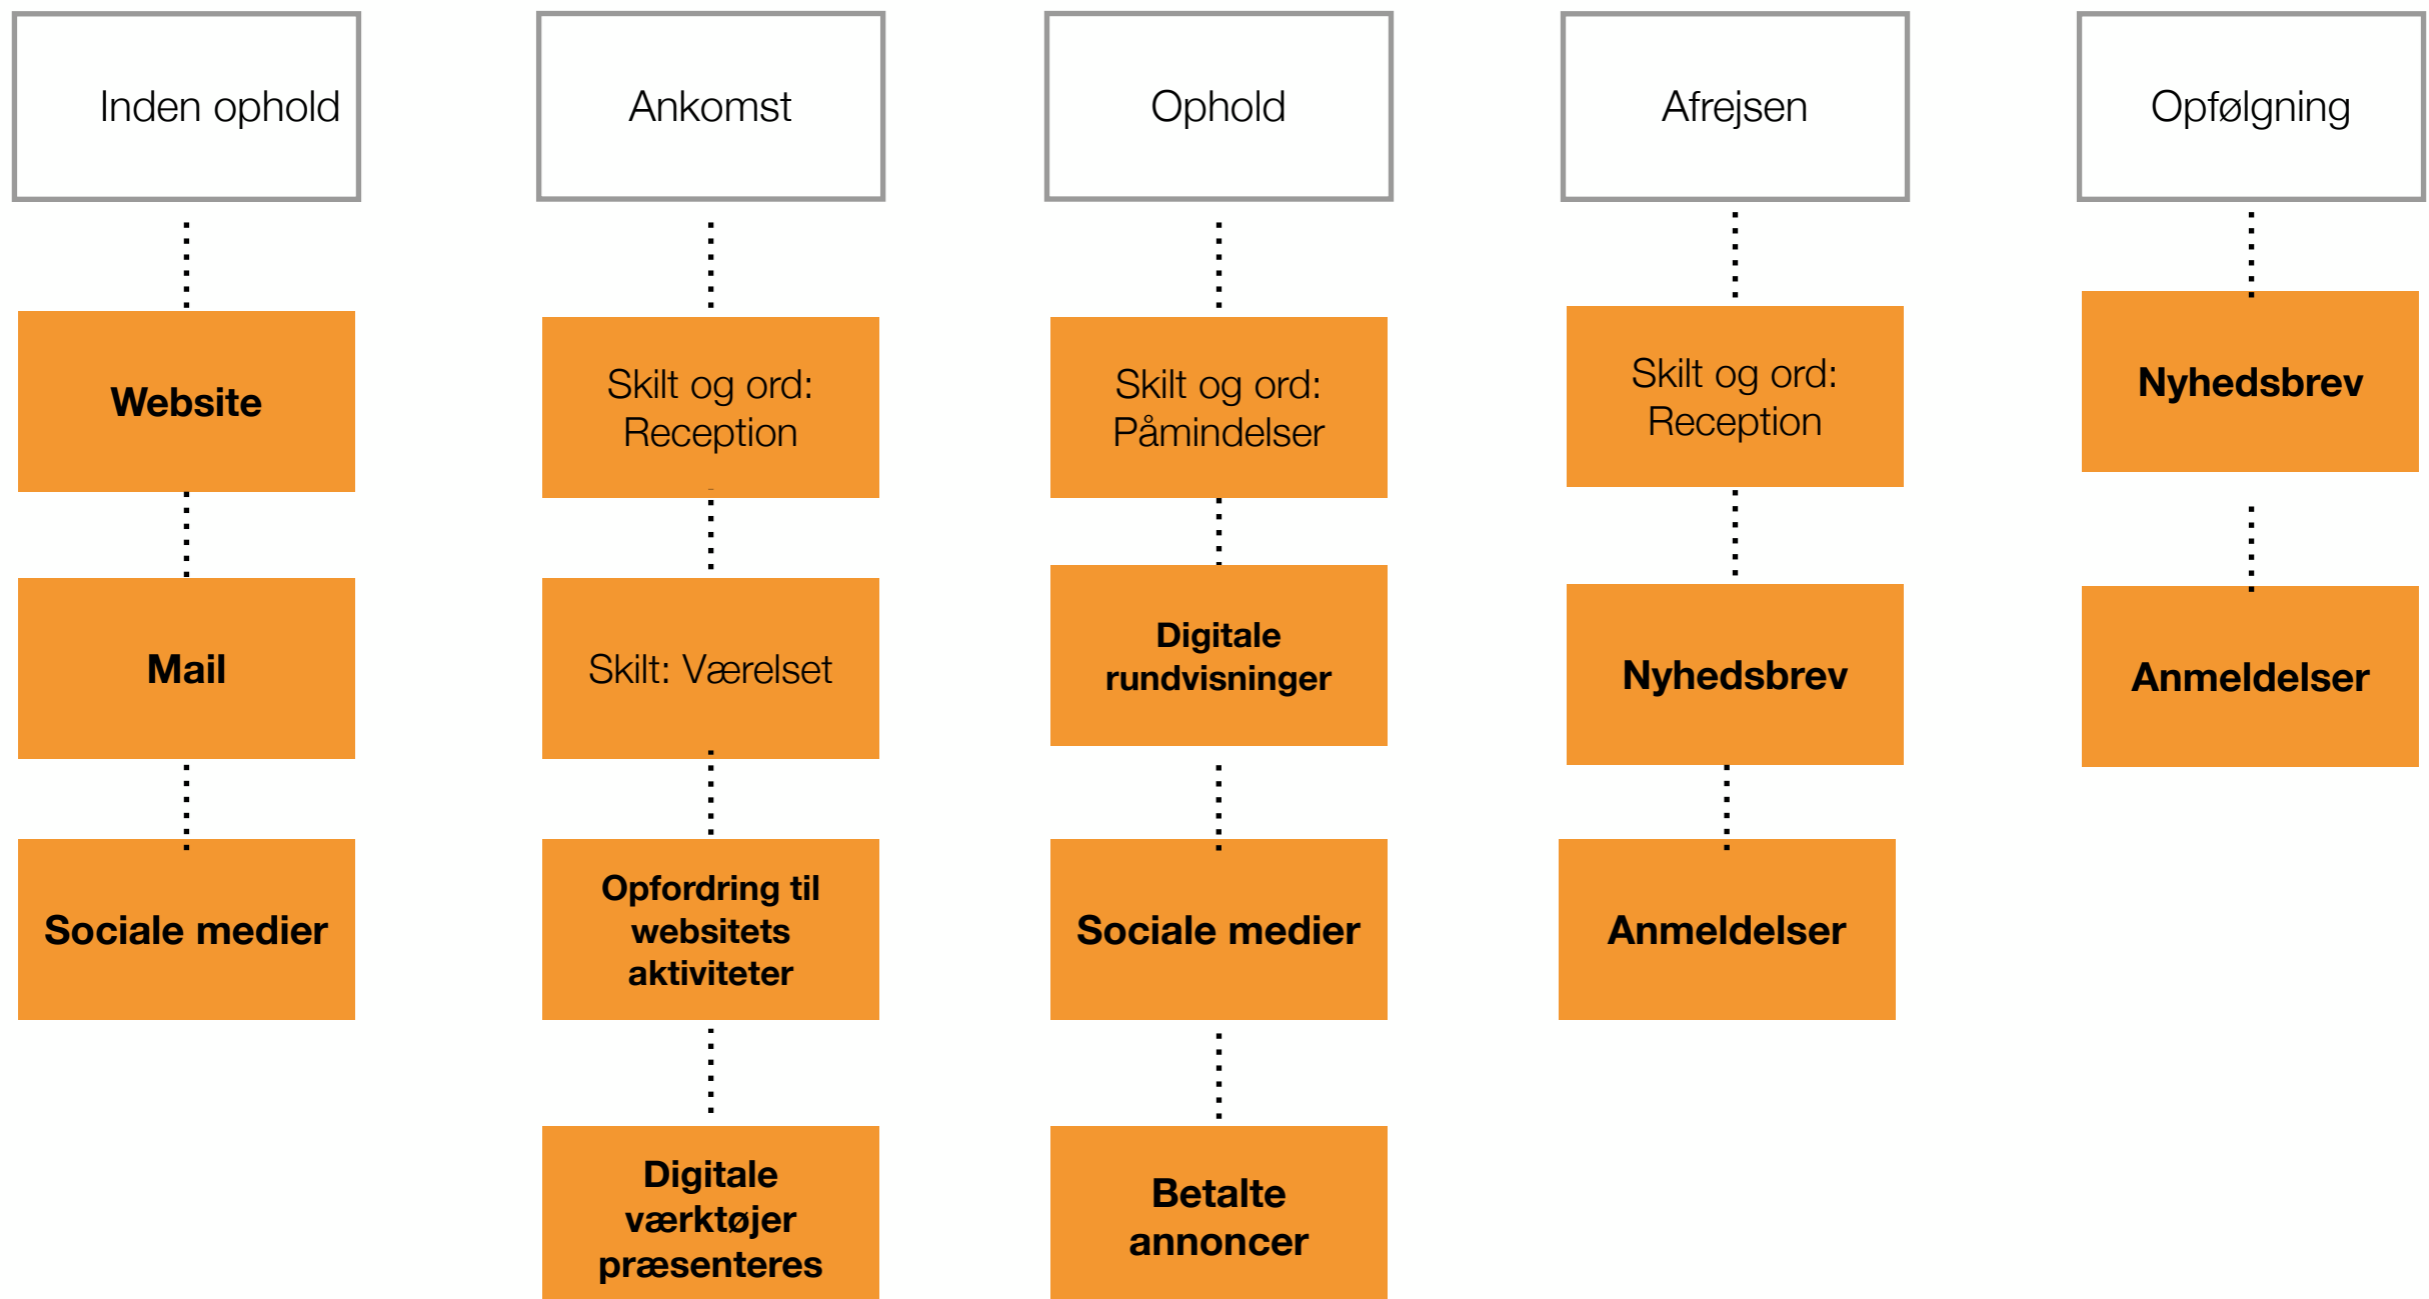 Inden ophold
Ankomst
Ophold
Afrejsen
Opfølgning
Website
Mail
Sociale medier
Skilt og ord:
Reception
Skilt: Værelset
Opfordring til
websitets
aktiviteter
Digitale
værktøjer
præsenteres
Skilt og ord:
Påmindelser
Digitale
rundvisninger
Sociale medier
Betalte
annoncer
Skilt og ord:
Reception
Nyhedsbrev
Anmeldelser
Nyhedsbrev
Anmeldelser